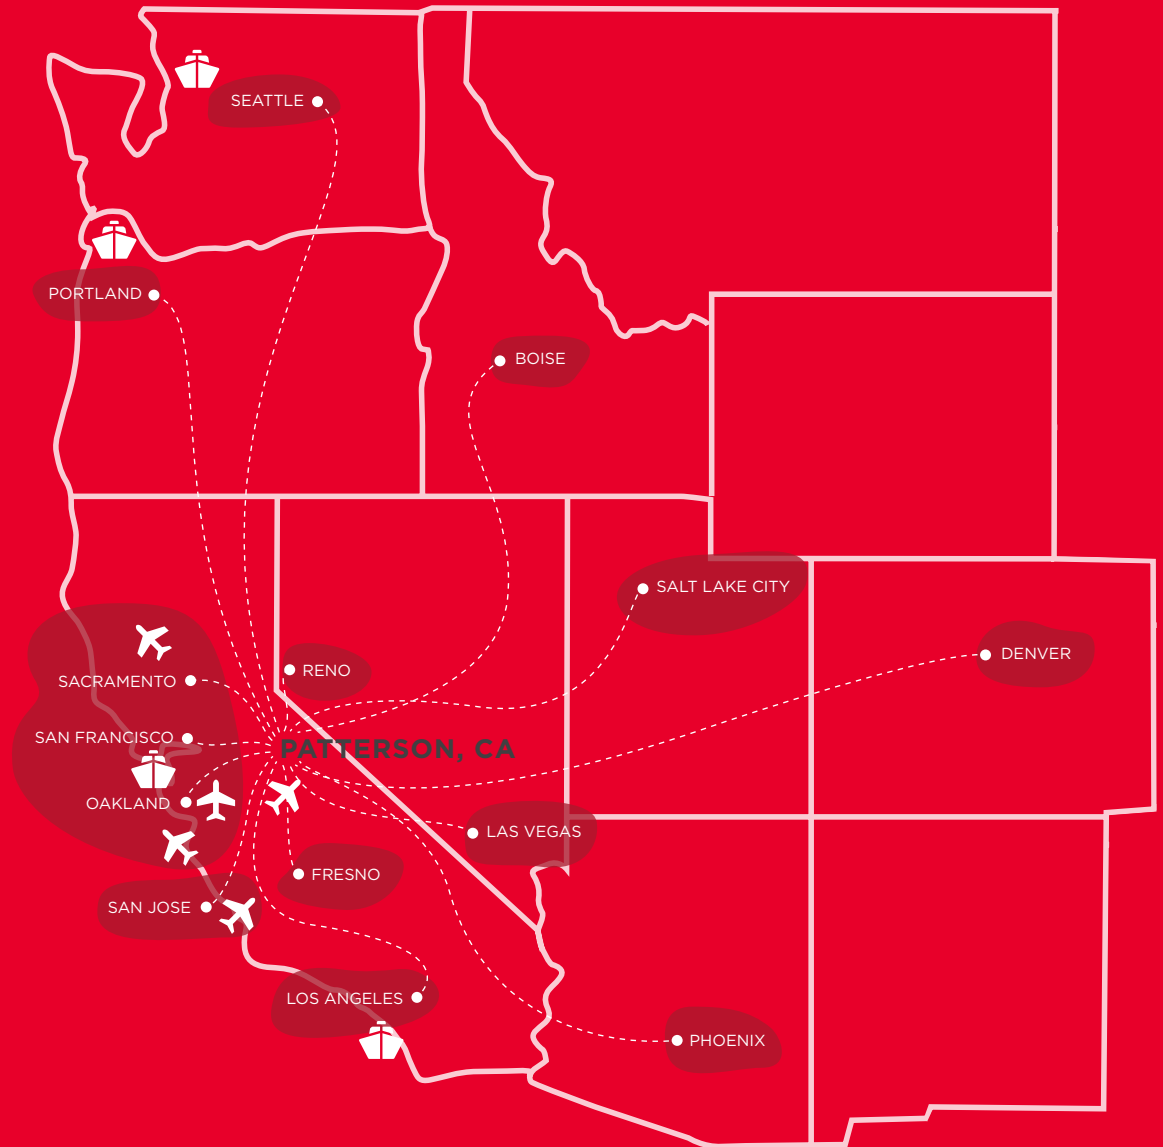 SEATTLE
PORTLAND
BOISE
SALT LAKE CITY
DENVER
RENO
SACRAMENTO
SAN FRANCISCO
PATTERSON, CA
OAKLAND
LAS VEGAS
FRESNO
SAN JOSE
LOS ANGELES
PHOENIX